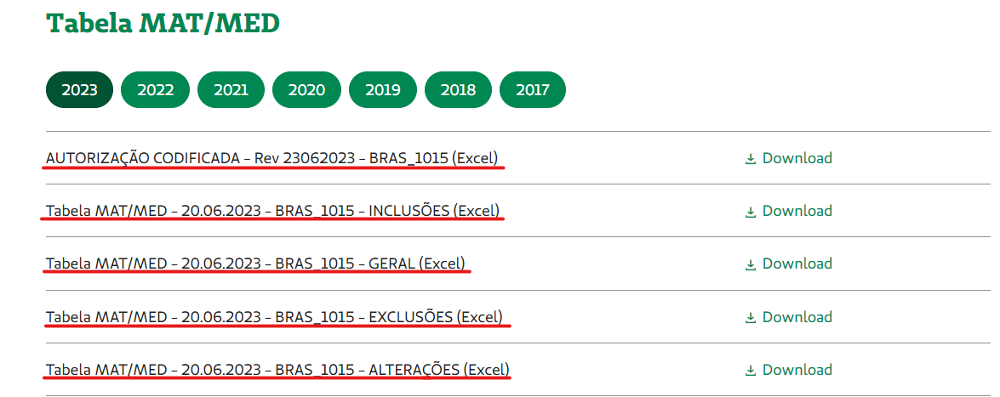 Tabela MAT/MED
2023 2022 2021 2020 2019 2018 2017
AUTORIZAÇÃO CODIFICADA – Rev 23062023 – BRAS_1015 (Excel) Download
Tabela MAT/MED – 20.06.2023 – BRAS_1015 – INCLUSÕES (Excel) Download
Tabela MAT/MED – 20.06.2023 – BRAS_1015 – GERAL (Excel) Download
Tabela MAT/MED – 20.06.2023 – BRAS_1015 – EXCLUSÕES (Excel) Download
Tabela MAT/MED – 20.06.2023 – BRAS_1015 – ALTERAÇÕES (Excel) Download